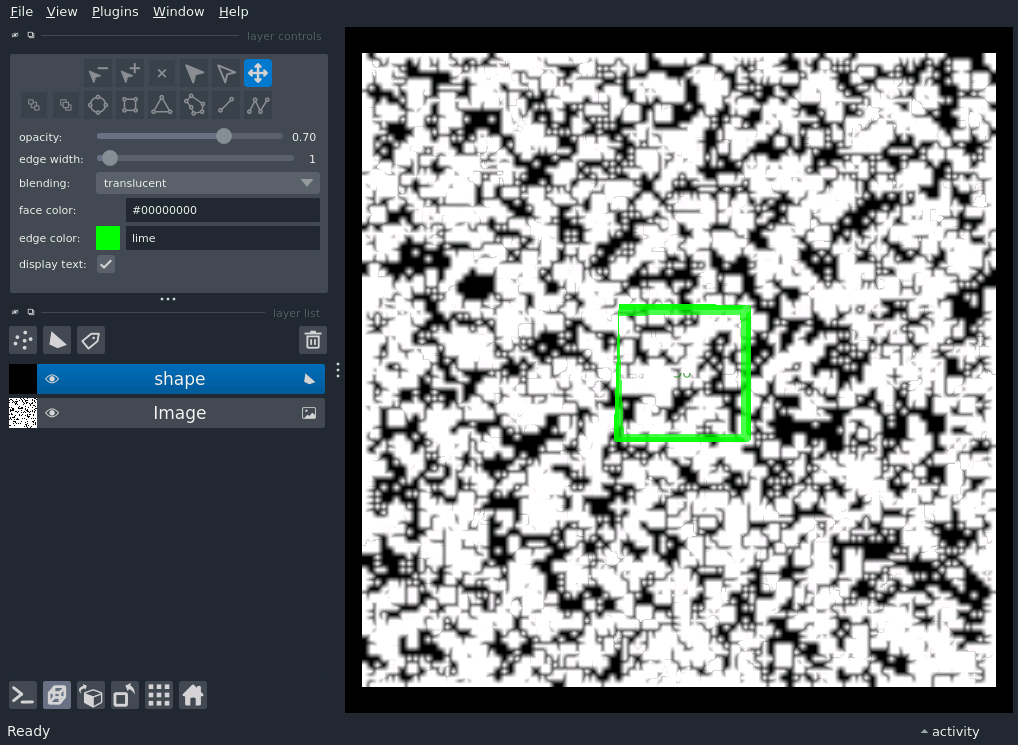 File View Plugins Window Help
layer controls
opacity: 0.70
edge width: 1
blending: translucent
face color: #00000000
edge color: lime
display text:
layer list
shape
Image
Ready
activity